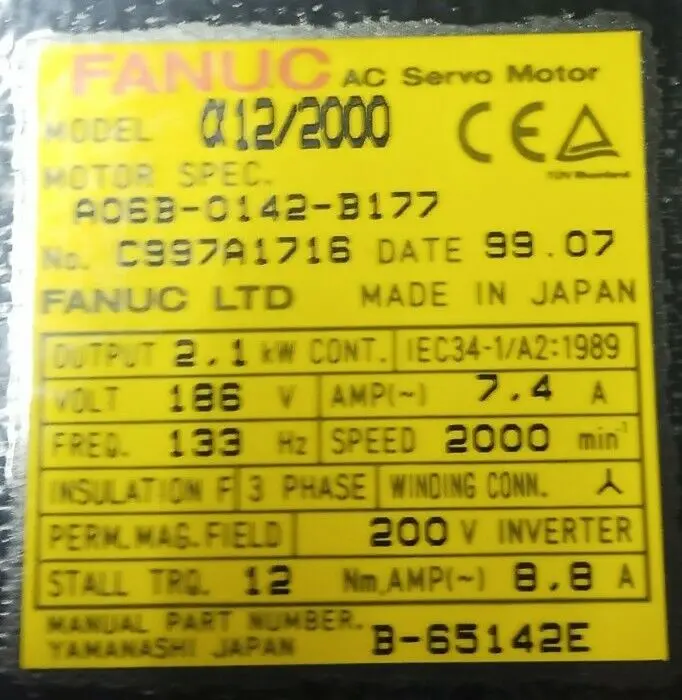 FANUC AC Servo Motor
MODEL α12/2000 CE
TÜV Rheinland
MOTOR SPEC.
A06B-0142-B177
No. C997A1716 DATE 99.07
FANUC LTD MADE IN JAPAN
OUTPUT 2.1 kW CONT. IEC34-1/A2:1989
VOLT 186 V AMP(~) 7.4 A
FREQ. 133 Hz SPEED 2000 min⁻¹
INSULATION F 3 PHASE WINDING CONN. ⅄
PERM.MAG.FIELD 200 V INVERTER
STALL TRQ. 12 Nm,AMP(~) 8.8 A
MANUAL PART NUMBER. B-65142E
YAMANASHI JAPAN